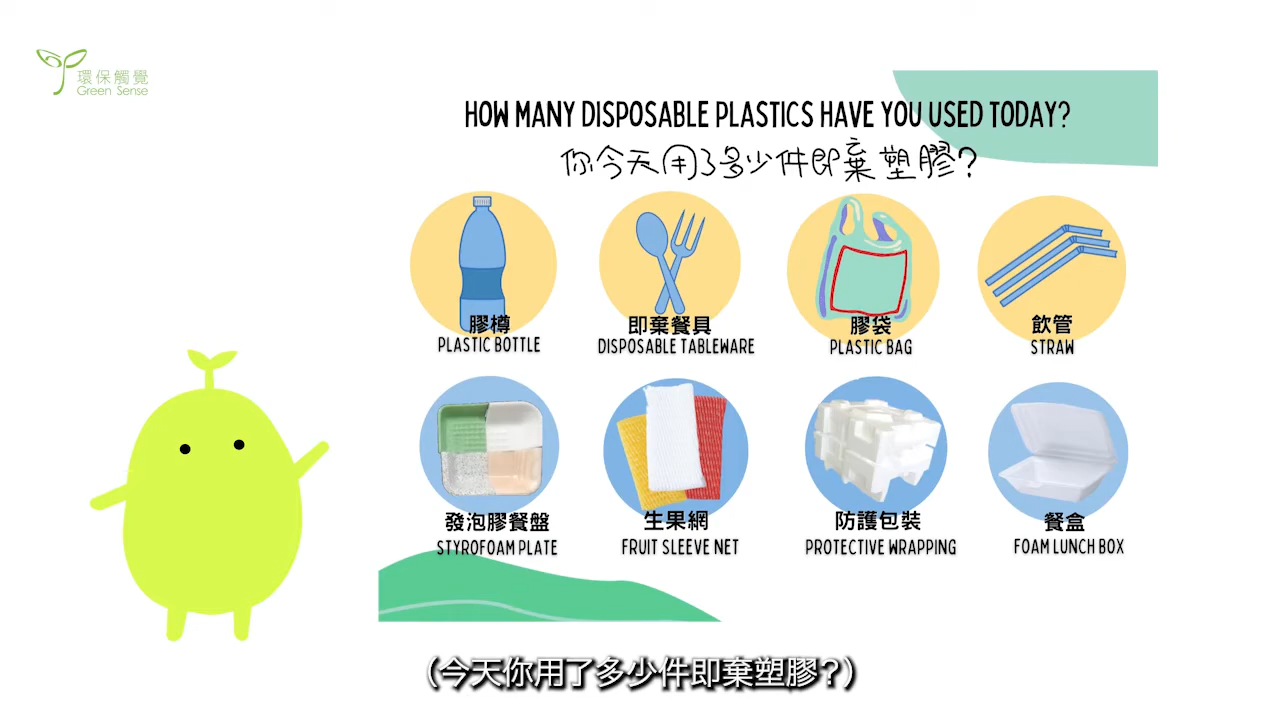 環保觸覺
Green Sense
HOW MANY DISPOSABLE PLASTICS HAVE YOU USED TODAY?
你今天用了多少件即棄塑膠?
膠樽
PLASTIC BOTTLE
即棄餐具
DISPOSABLE TABLEWARE
膠袋
PLASTIC BAG
飲管
STRAW
發泡膠餐盤
STYROFOAM PLATE
生果網
FRUIT SLEEVE NET
防護包裝
PROTECTIVE WRAPPING
餐盒
FOAM LUNCH BOX
(今天你用了多少件即棄塑膠?)